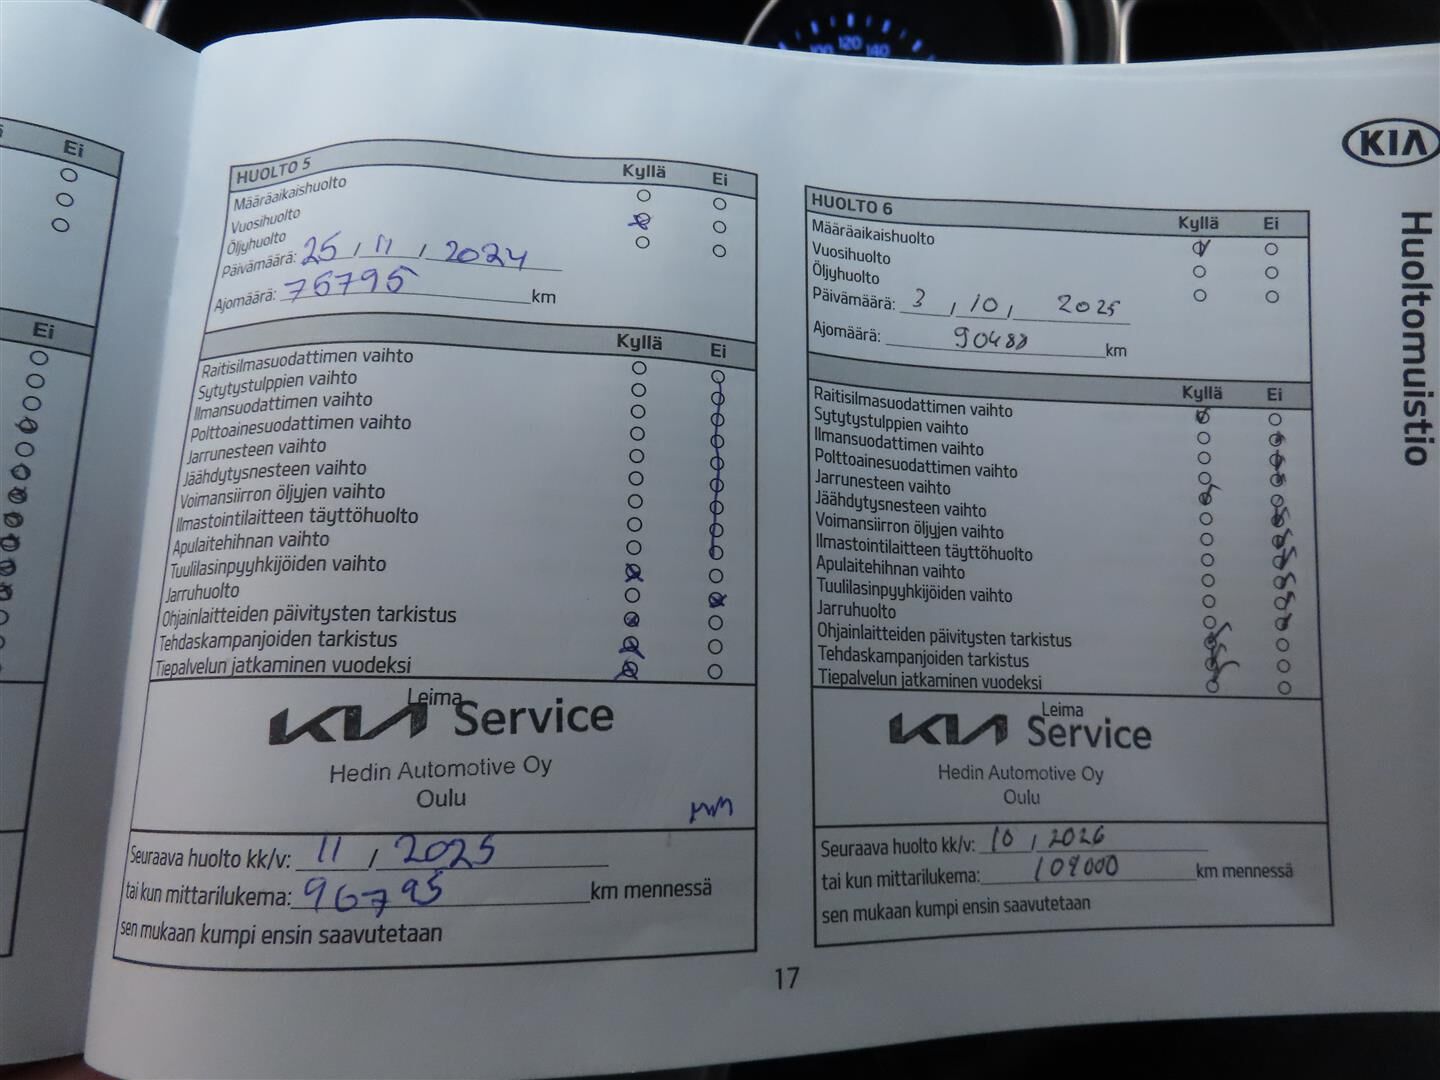 100 120 140
Ei
Ei
HUOLTO 5 Kyllä Ei
Määräaikaishuolto
Vuosihuolto
Öljyhuolto
Päivämäärä: 25 / 11 / 2024
Ajomäärä: 76795 km
Kyllä Ei
Raitisilmasuodattimen vaihto
Sytytystulppien vaihto
Ilmansuodattimen vaihto
Polttoainesuodattimen vaihto
Jarrunesteen vaihto
Jäähdytysnesteen vaihto
Voimansiirron öljyjen vaihto
Ilmastointilaitteen täyttöhuolto
Apulaitehihnan vaihto
Tuulilasinpyyhkijöiden vaihto
Jarruhuolto
Ohjainlaitteiden päivitysten tarkistus
Tehdaskampanjoiden tarkistus
Tiepalvelun jatkaminen vuodeksi
Leima
KIA Service
Hedin Automotive Oy
Oulu
Seuraava huolto kk/v: 11 / 2025
tai kun mittarilukema: 96795 km mennessä
sen mukaan kumpi ensin saavutetaan
HUOLTO 6 Kyllä Ei
Määräaikaishuolto
Vuosihuolto
Öljyhuolto
Päivämäärä: 3 / 10 / 2025
Ajomäärä: km
Kyllä Ei
Raitisilmasuodattimen vaihto
Sytytystulppien vaihto
Ilmansuodattimen vaihto
Polttoainesuodattimen vaihto
Jarrunesteen vaihto
Jäähdytysnesteen vaihto
Voimansiirron öljyjen vaihto
Ilmastointilaitteen täyttöhuolto
Apulaitehihnan vaihto
Tuulilasinpyyhkijöiden vaihto
Jarruhuolto
Ohjainlaitteiden päivitysten tarkistus
Tehdaskampanjoiden tarkistus
Tiepalvelun jatkaminen vuodeksi
Leima
KIA Service
Hedin Automotive Oy
Oulu
Seuraava huolto kk/v: 10 / 2026
tai kun mittarilukema: km mennessä
sen mukaan kumpi ensin saavutetaan
17
KIA
Huoltomuistio